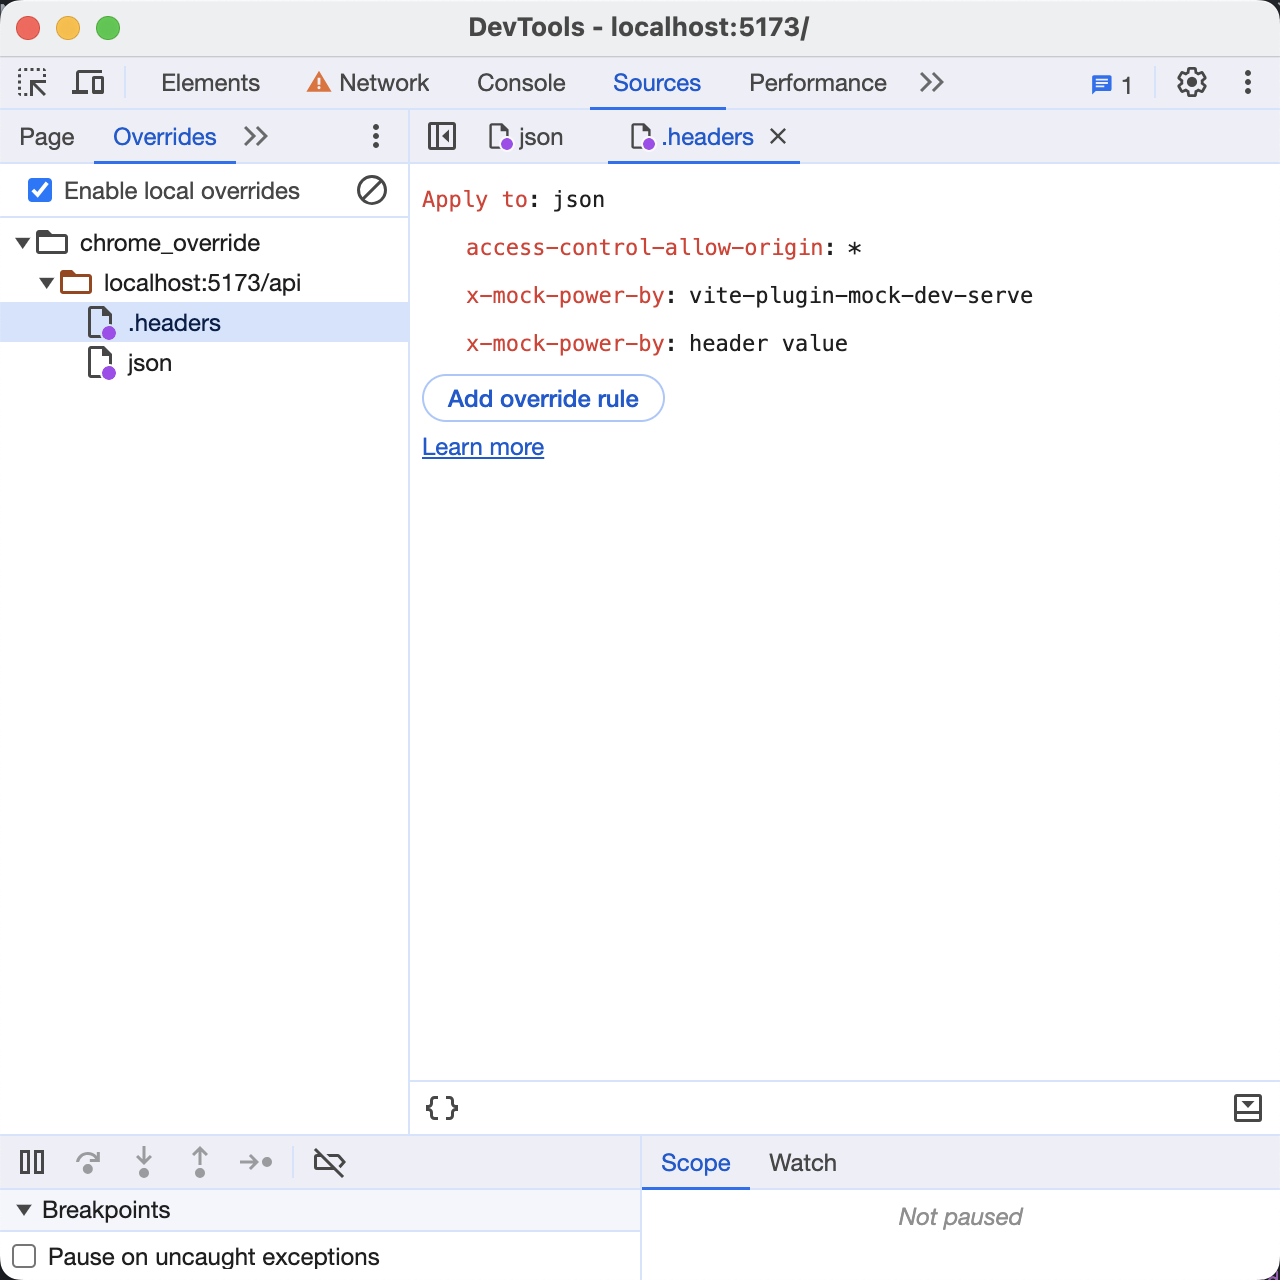 DevTools - localhost:5173/
Elements Network Console Sources Performance 1
Page Overrides
json .headers
Enable local overrides
chrome_override
localhost:5173/api
.headers
json
Apply to: json
access-control-allow-origin: *
x-mock-power-by: vite-plugin-mock-dev-serve
x-mock-power-by: header value
Add override rule
Learn more
{ }
Scope Watch
Breakpoints
Not paused
Pause on uncaught exceptions